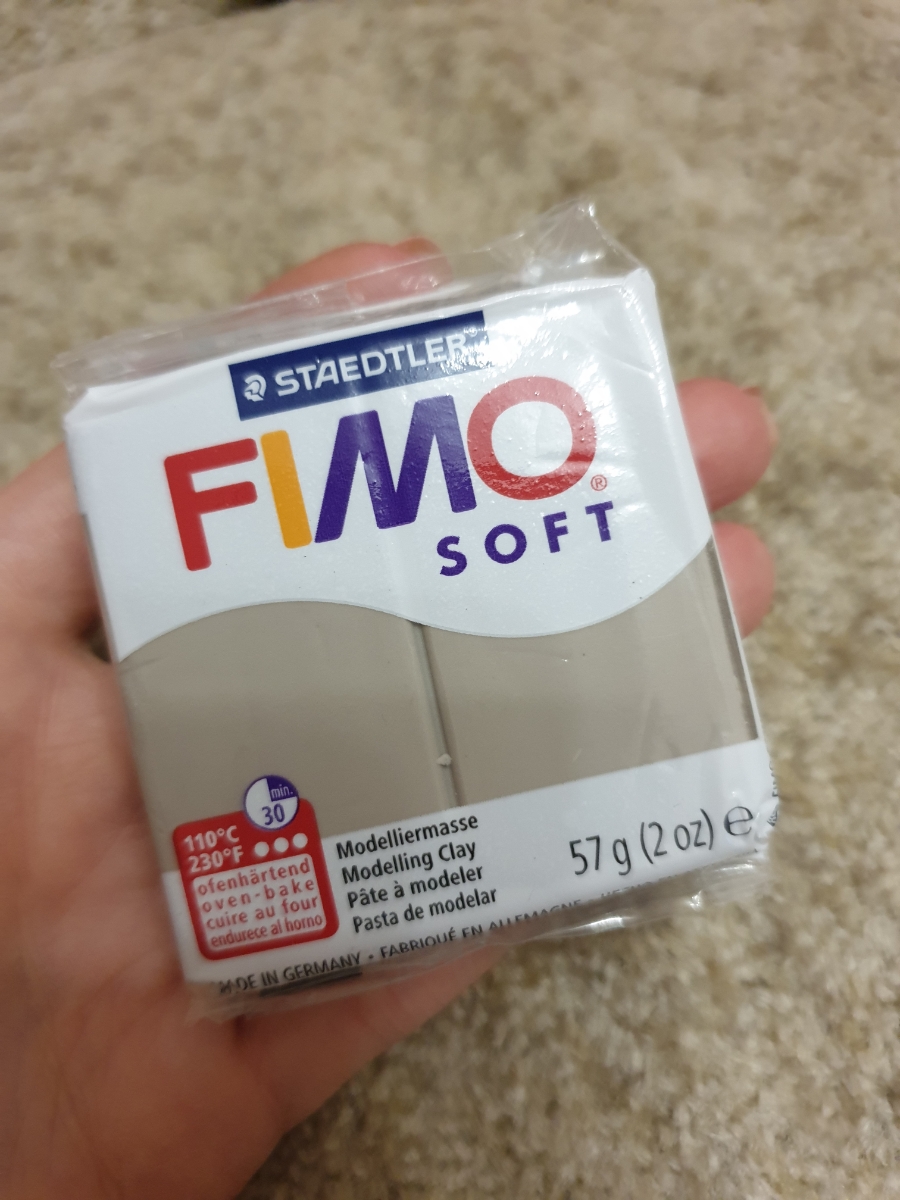 STAEDTLER®
FIMO®
SOFT
min.
30
110°C
230°F
ofenhärtend
oven-bake
cuire au four
endurece al horno
Modelliermasse
Modelling Clay
Pâte à modeler
Pasta de modelar
57 g (2 oz) ℮
MADE IN GERMANY • FABRIQUÉ EN ALLEMAGNE